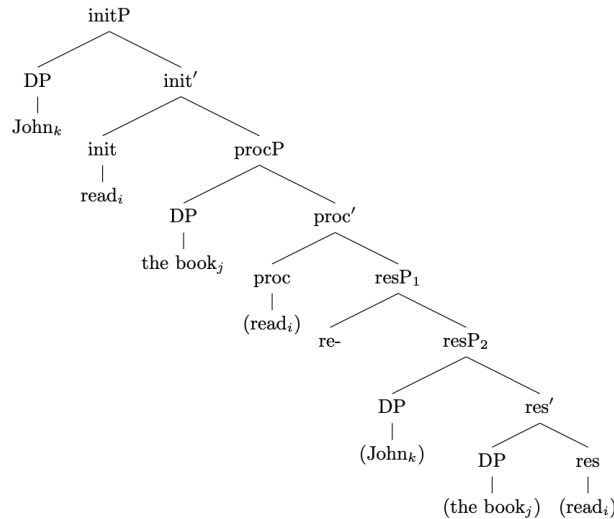 initP
DP init′
John_k
init procP
read_i
DP proc′
the book_j
proc resP_1
(read_i)
re- resP_2
DP res′
(John_k)
DP res
(the book_j) (read_i)